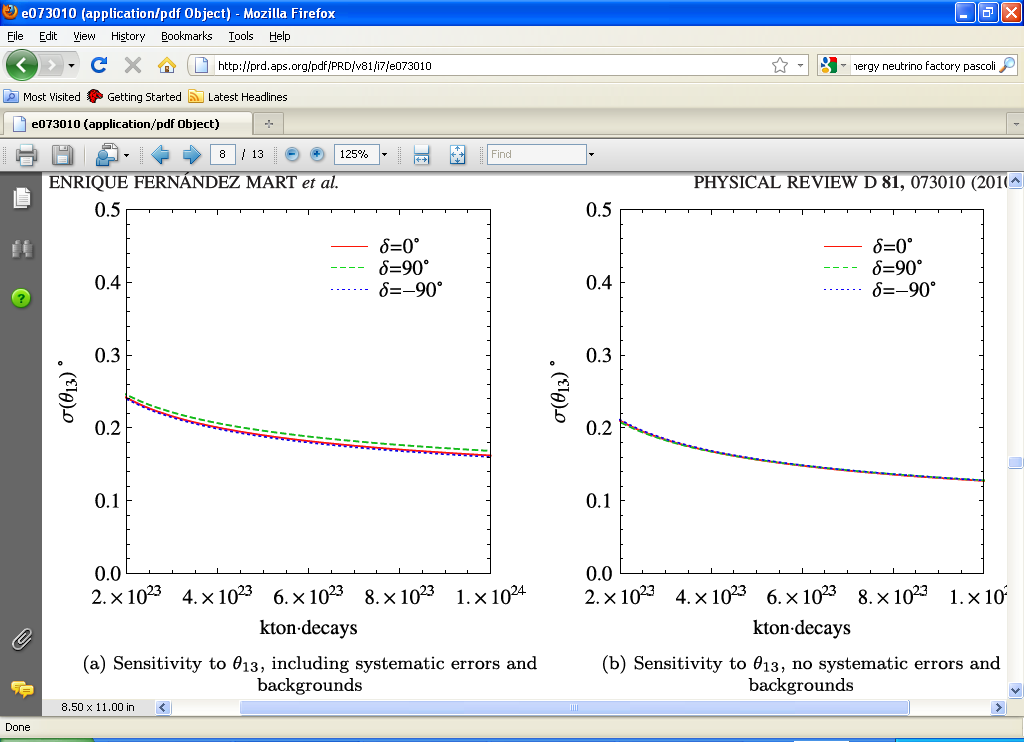 e073010 (application/pdf Object) - Mozilla Firefox
File Edit View History Bookmarks Tools Help
http://prd.aps.org/pdf/PRD/v81/i7/e073010
nergy neutrino factory pascoli
Most Visited Getting Started Latest Headlines
e073010 (application/pdf Object)
8 / 13 125% Find
ENRIQUE FERNÁNDEZ MART et al.
PHYSICAL REVIEW D 81, 073010 (2010
0.5
0.4
0.3
0.2
0.1
0.0
σ(θ13)°
δ=0°
δ=90°
δ=−90°
2.×10²³ 4.×10²³ 6.×10²³ 8.×10²³ 1.×10²⁴
kton·decays
(a) Sensitivity to θ13, including systematic errors and
backgrounds
0.5
0.4
0.3
0.2
0.1
0.0
σ(θ13)°
δ=0°
δ=90°
δ=−90°
2.×10²³ 4.×10²³ 6.×10²³ 8.×10²³ 1.×10²
kton·decays
(b) Sensitivity to θ13, no systematic errors and
backgrounds
8.50 x 11.00 in
Done